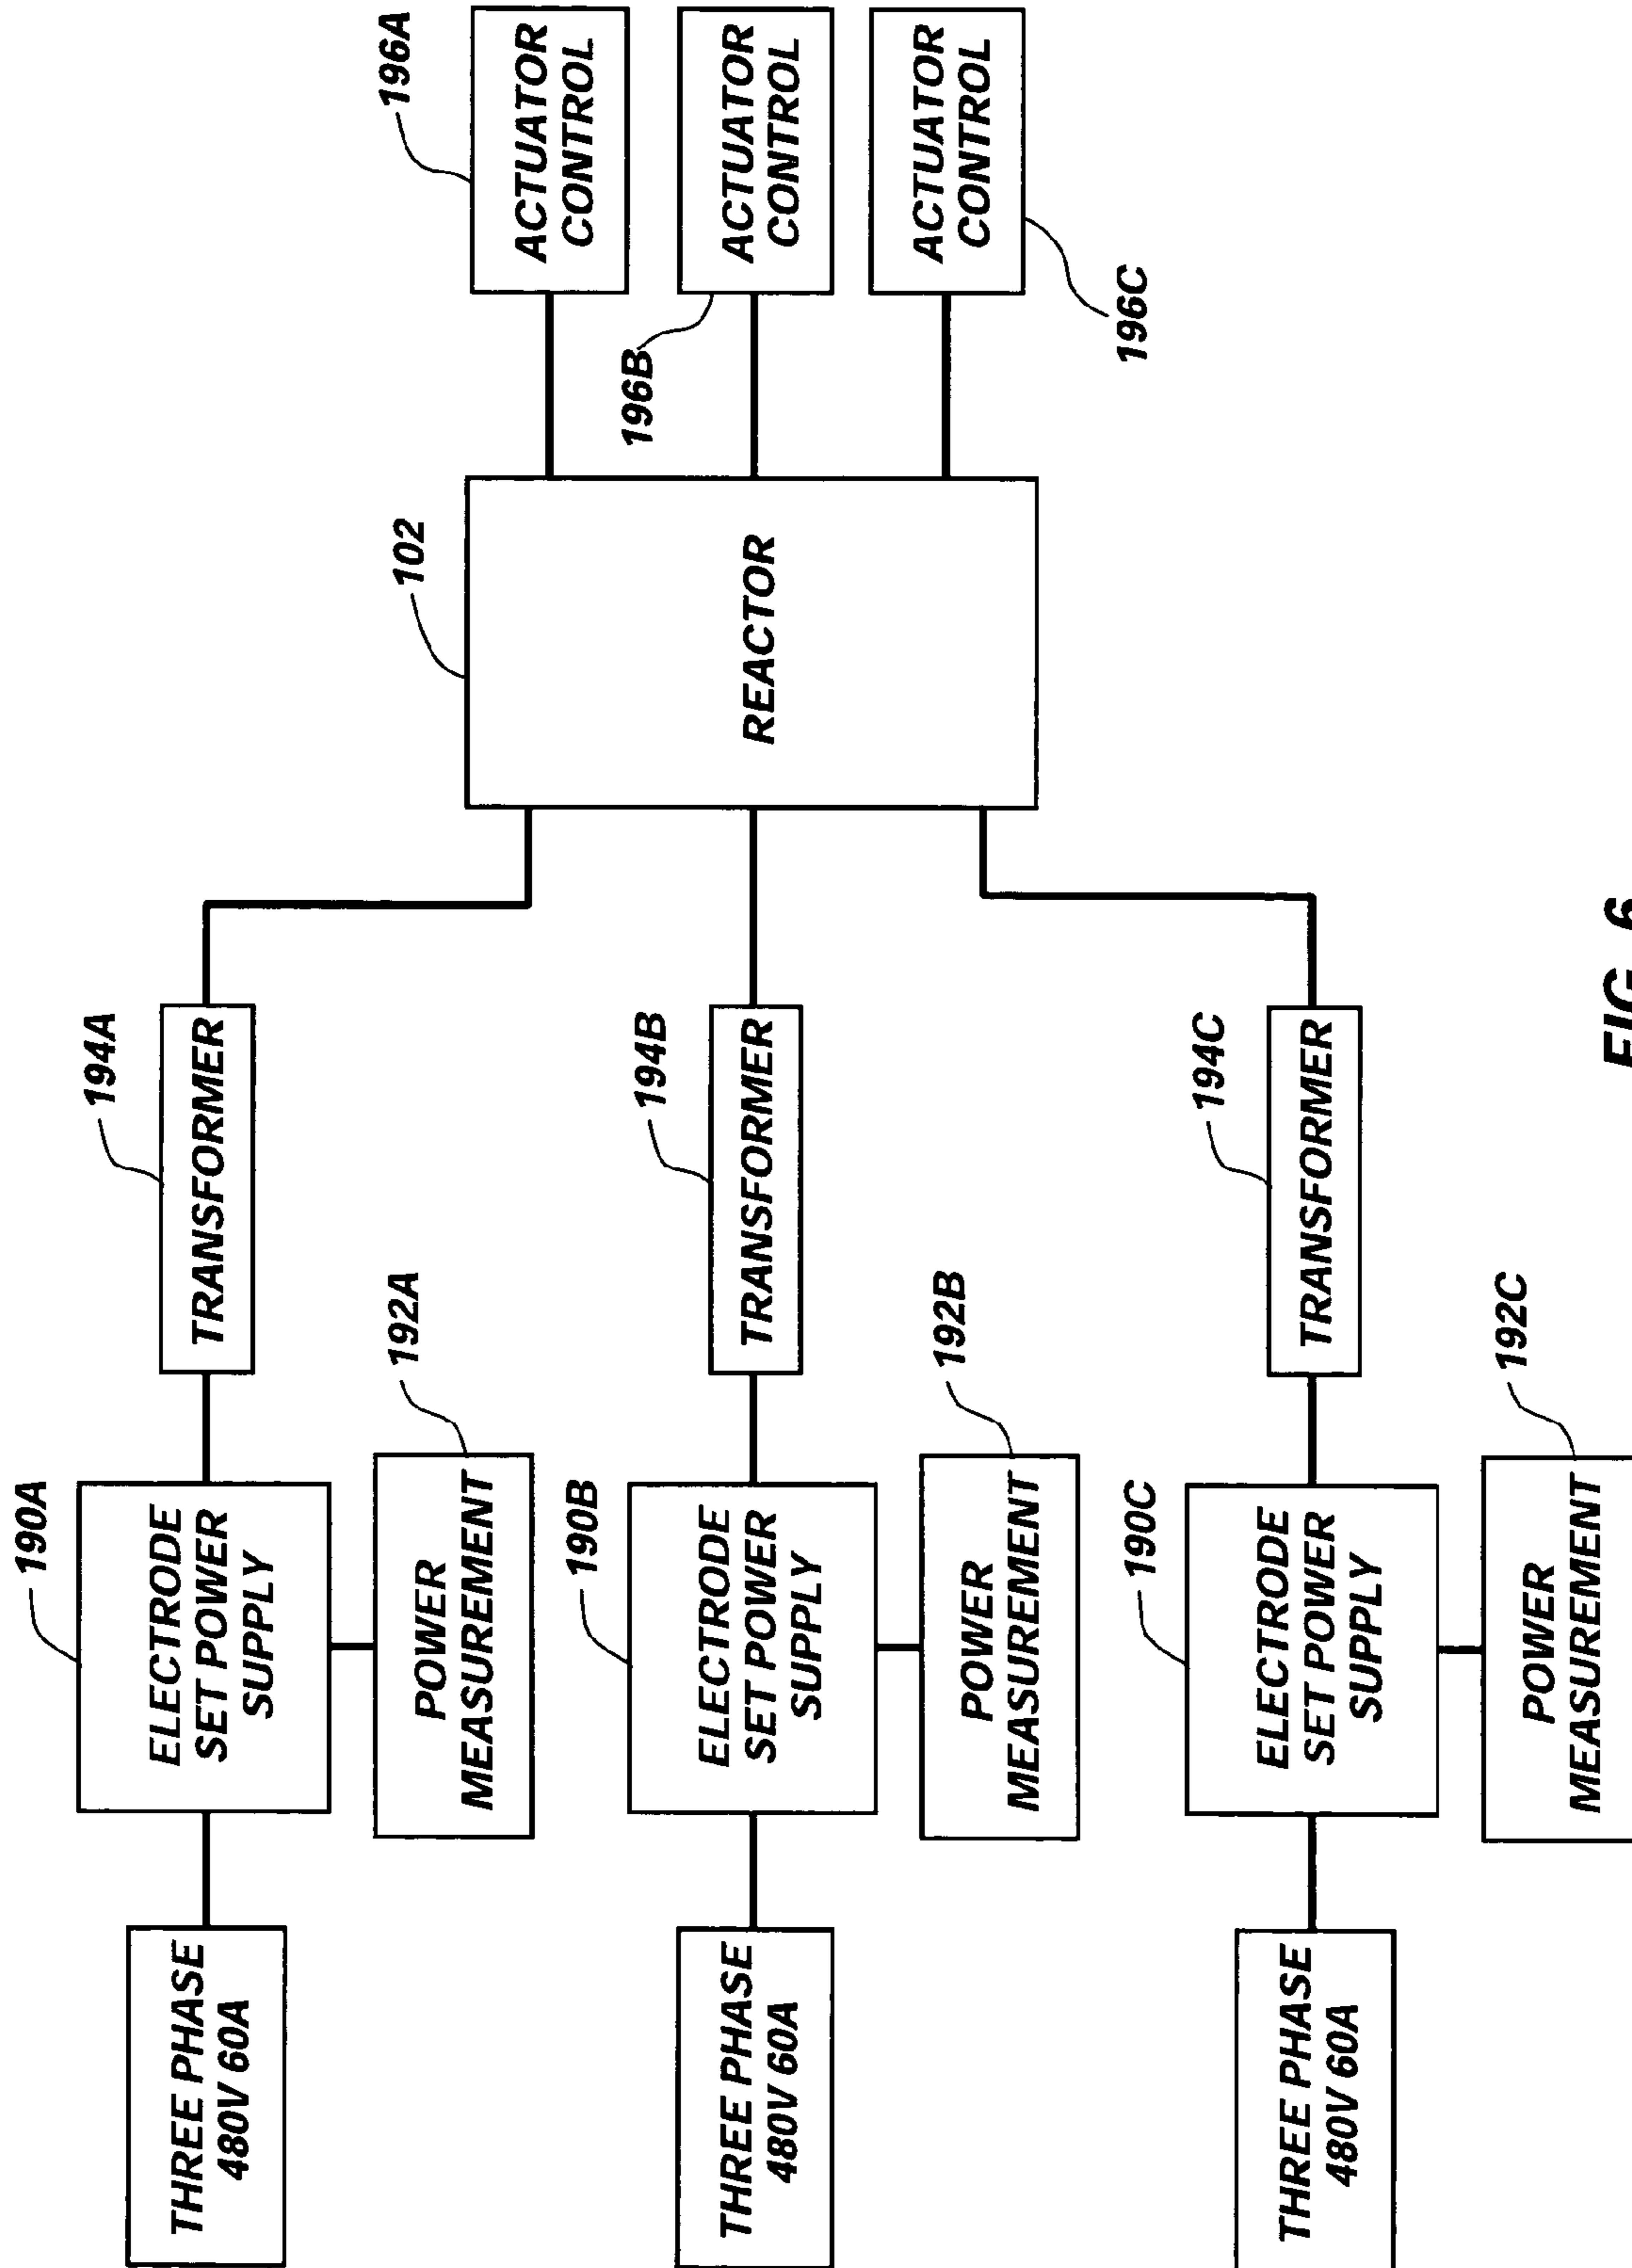 190A
194A
THREE PHASE
480V 60A
ELECTRODE
SET POWER
SUPPLY
TRANSFORMER
192A
POWER
MEASUREMENT
102
REACTOR
196A
ACTUATOR
CONTROL
196B
ACTUATOR
CONTROL
196C
ACTUATOR
CONTROL
190B
194B
THREE PHASE
480V 60A
ELECTRODE
SET POWER
SUPPLY
TRANSFORMER
192B
POWER
MEASUREMENT
190C
194C
THREE PHASE
480V 60A
ELECTRODE
SET POWER
SUPPLY
TRANSFORMER
192C
POWER
MEASUREMENT
FIG. 6